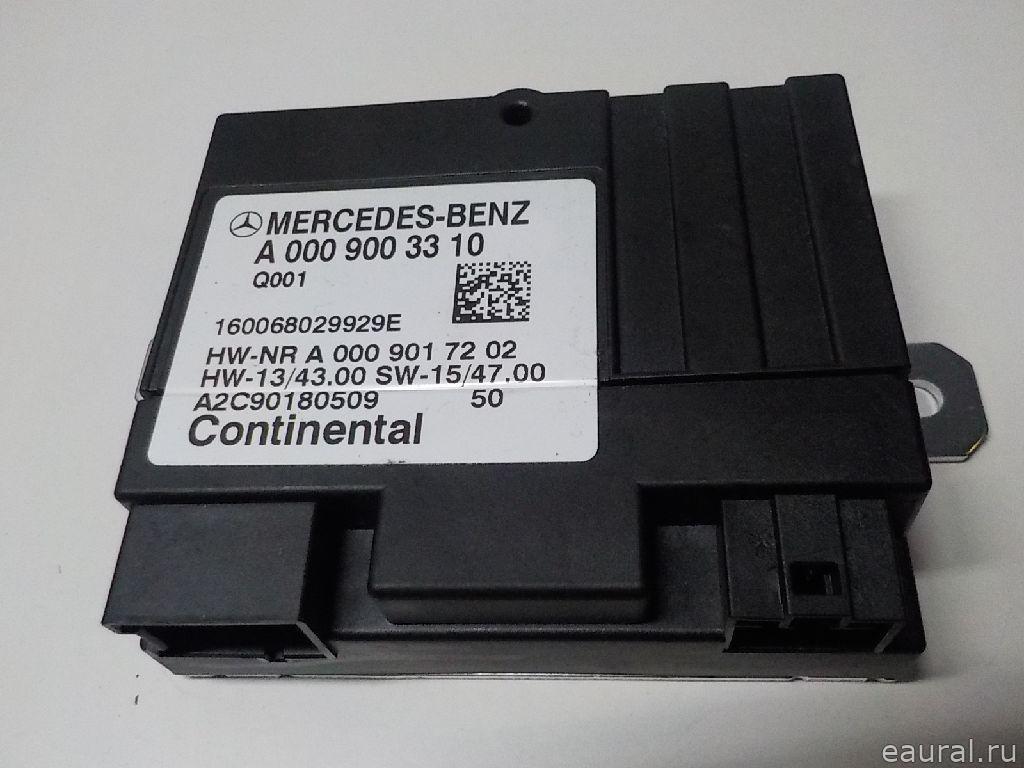 MERCEDES-BENZ
A 000 900 33 10
Q001
160068029929E
HW-NR A 000 901 72 02
HW-13/43.00 SW-15/47.00
A2C90180509 50
Continental
eaural.ru